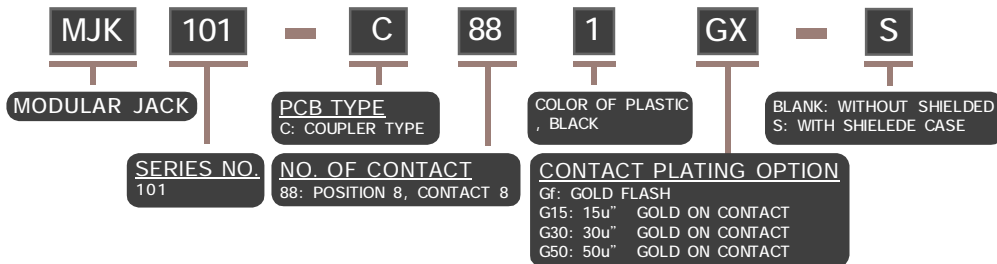 MJK 101 - C 88 1 GX - S
MODULAR JACK
PCB TYPE
C: COUPLER TYPE
COLOR OF PLASTIC
, BLACK
BLANK: WITHOUT SHIELDED
S: WITH SHIELEDE CASE
SERIES NO.
101
NO. OF CONTACT
88: POSITION 8, CONTACT 8
CONTACT PLATING OPTION
Gf: GOLD FLASH
G15: 15u” GOLD ON CONTACT
G30: 30u” GOLD ON CONTACT
G50: 50u” GOLD ON CONTACT